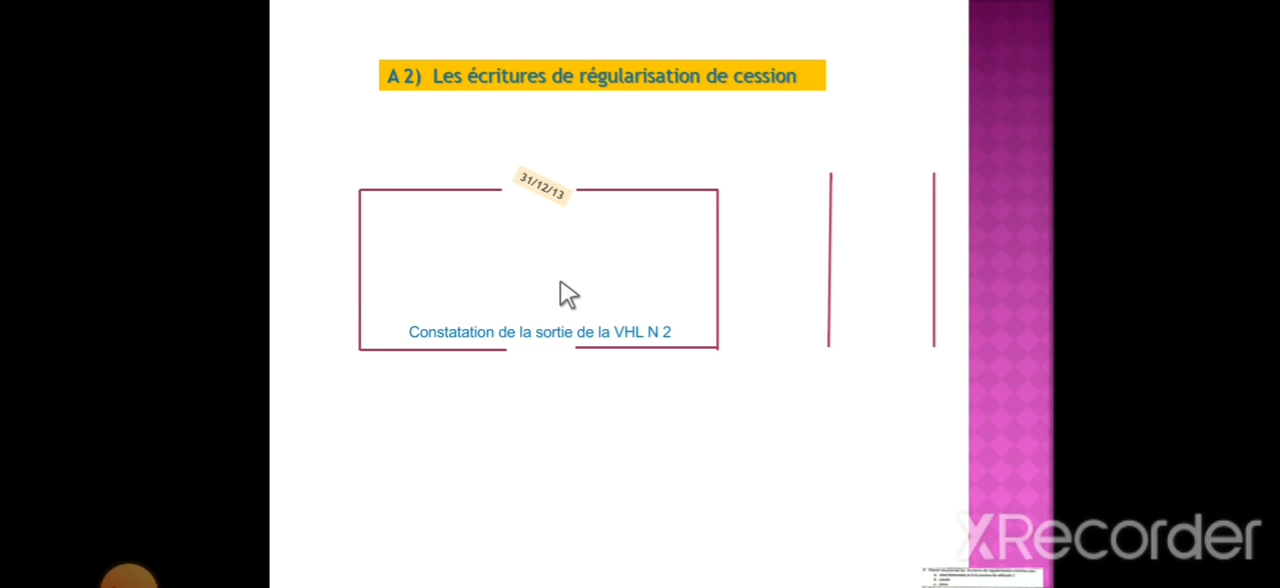 A 2) Les écritures de régularisation de cession
31/12/13
Constatation de la sortie de la VHL N 2
XRecorder